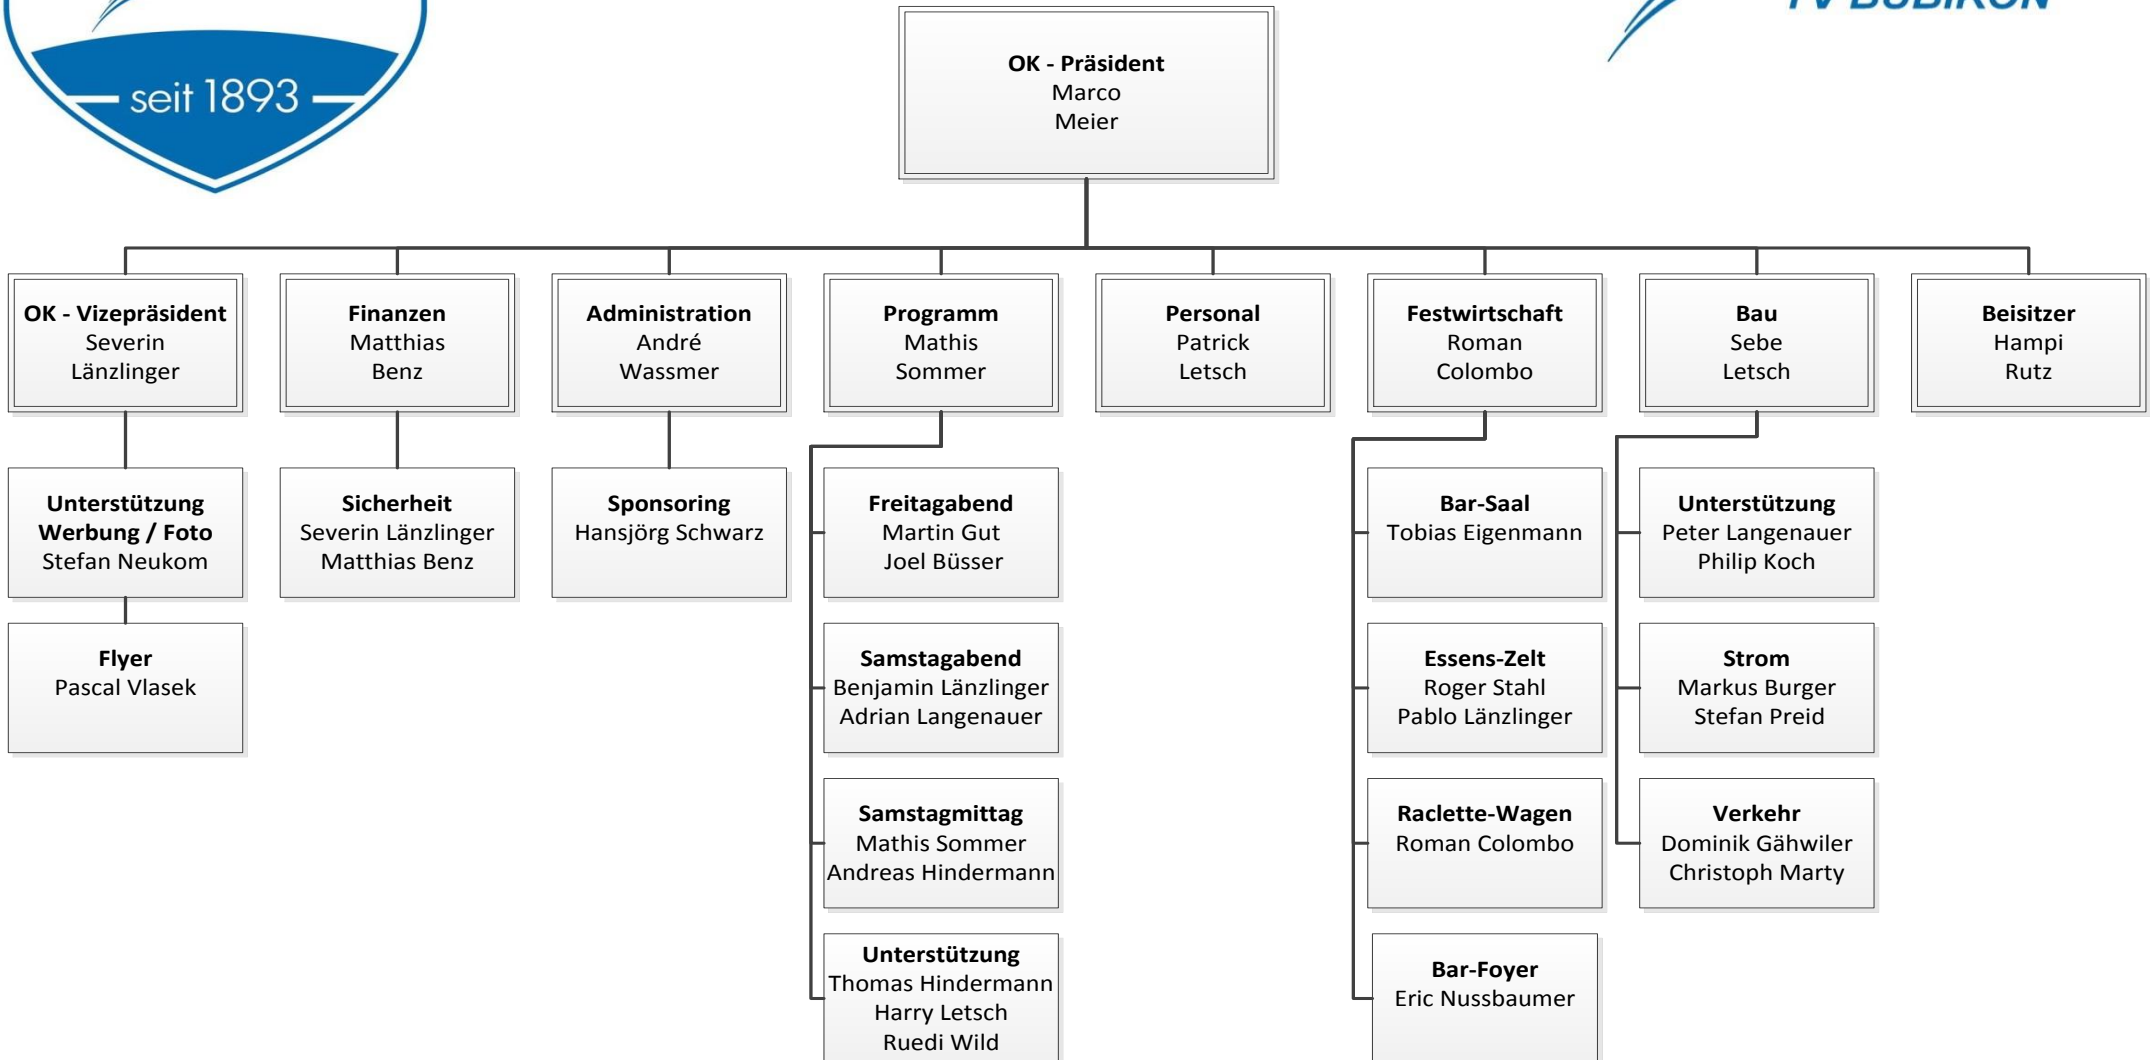 TV BUBIKON
seit 1893
OK - Präsident
Marco
Meier
OK - Vizepräsident
Severin
Länzlinger
Finanzen
Matthias
Benz
Administration
André
Wassmer
Programm
Mathis
Sommer
Personal
Patrick
Letsch
Festwirtschaft
Roman
Colombo
Bau
Sebe
Letsch
Beisitzer
Hampi
Rutz
Unterstützung
Werbung / Foto
Stefan Neukom
Flyer
Pascal Vlasek
Sicherheit
Severin Länzlinger
Matthias Benz
Sponsoring
Hansjörg Schwarz
Freitagabend
Martin Gut
Joel Büsser
Samstagabend
Benjamin Länzlinger
Adrian Langenauer
Samstagmittag
Mathis Sommer
Andreas Hindermann
Unterstützung
Thomas Hindermann
Harry Letsch
Ruedi Wild
Bar-Saal
Tobias Eigenmann
Essens-Zelt
Roger Stahl
Pablo Länzlinger
Raclette-Wagen
Roman Colombo
Bar-Foyer
Eric Nussbaumer
Unterstützung
Peter Langenauer
Philip Koch
Strom
Markus Burger
Stefan Preid
Verkehr
Dominik Gähwiler
Christoph Marty